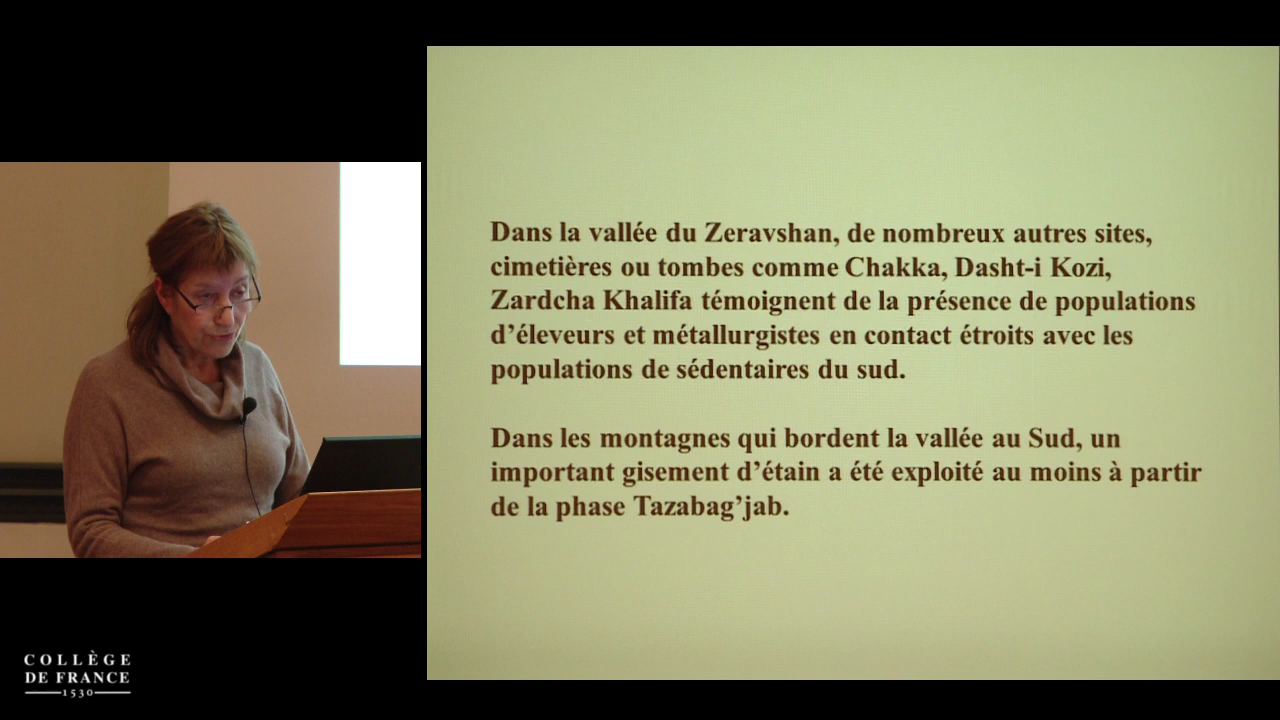 Dans la vallée du Zeravshan, de nombreux autres sites,
cimetières ou tombes comme Chakka, Dasht-i Kozi,
Zardcha Khalifa témoignent de la présence de populations
d’éleveurs et métallurgistes en contact étroits avec les
populations de sédentaires du sud.
Dans les montagnes qui bordent la vallée au Sud, un
important gisement d’étain a été exploité au moins à partir
de la phase Tazabag’jab.
COLLÈGE
DE FRANCE
1530